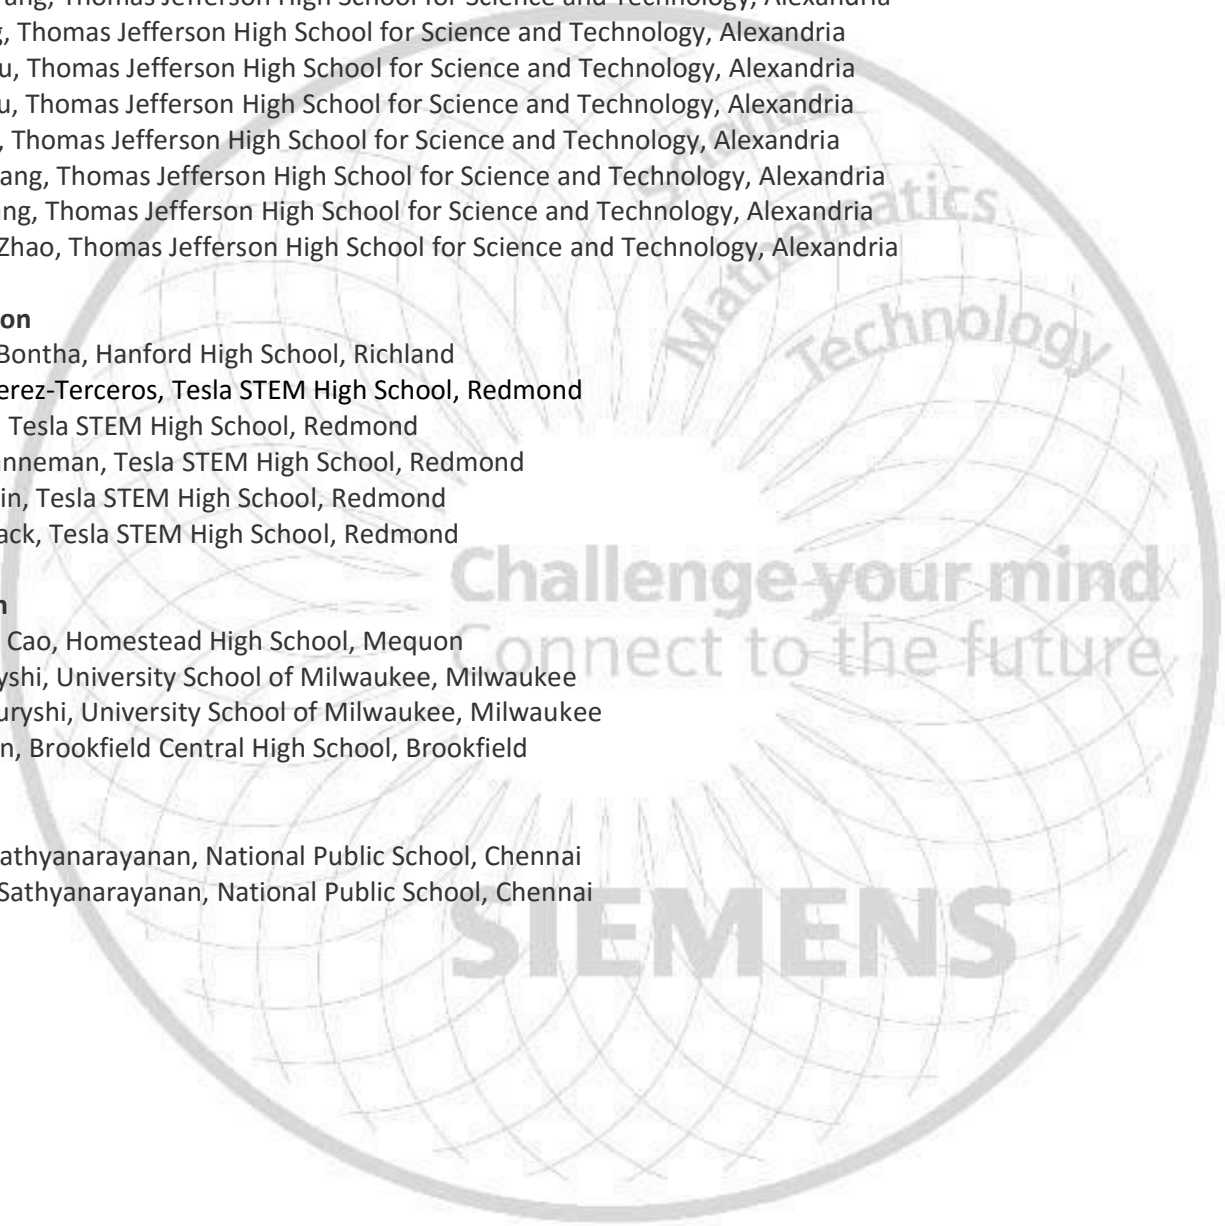 ang, Thomas Jefferson High School for Science and Technology, Alexandria
g, Thomas Jefferson High School for Science and Technology, Alexandria
u, Thomas Jefferson High School for Science and Technology, Alexandria
u, Thomas Jefferson High School for Science and Technology, Alexandria
, Thomas Jefferson High School for Science and Technology, Alexandria
ang, Thomas Jefferson High School for Science and Technology, Alexandria
ang, Thomas Jefferson High School for Science and Technology, Alexandria
Zhao, Thomas Jefferson High School for Science and Technology, Alexandria
on
Bontha, Hanford High School, Richland
erez-Terceros, Tesla STEM High School, Redmond
, Tesla STEM High School, Redmond
anneman, Tesla STEM High School, Redmond
in, Tesla STEM High School, Redmond
ack, Tesla STEM High School, Redmond
n
Cao, Homestead High School, Mequon
yshi, University School of Milwaukee, Milwaukee
uryshi, University School of Milwaukee, Milwaukee
n, Brookfield Central High School, Brookfield
athyanarayanan, National Public School, Chennai
Sathyanarayanan, National Public School, Chennai
Science
Mathematics
Technology
Challenge your mind
Connect to the future
SIEMENS